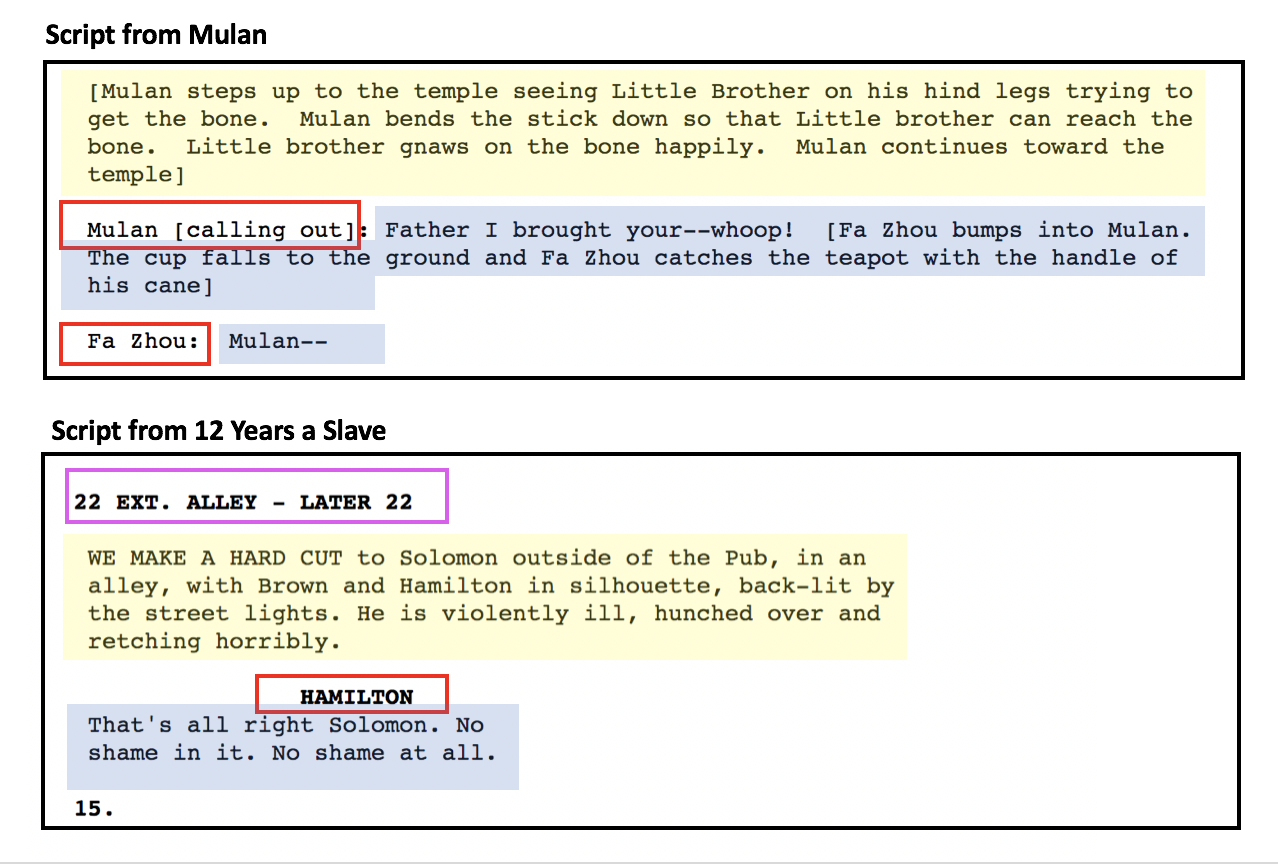 Script from Mulan
[Mulan steps up to the temple seeing Little Brother on his hind legs trying to
get the bone.  Mulan bends the stick down so that Little brother can reach the
bone.  Little brother gnaws on the bone happily.  Mulan continues toward the
temple]
Mulan [calling out]: Father I brought your--whoop!  [Fa Zhou bumps into Mulan.
The cup falls to the ground and Fa Zhou catches the teapot with the handle of
his cane]
Fa Zhou:  Mulan--
Script from 12 Years a Slave
22 EXT. ALLEY - LATER 22
WE MAKE A HARD CUT to Solomon outside of the Pub, in an
alley, with Brown and Hamilton in silhouette, back-lit by
the street lights. He is violently ill, hunched over and
retching horribly.
HAMILTON
That's all right Solomon. No
shame in it. No shame at all.
15.